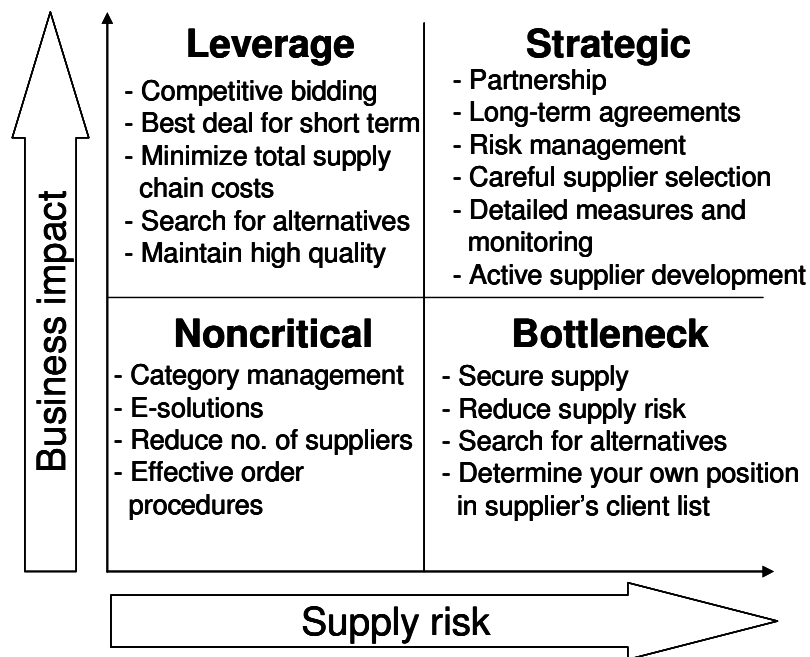 Business impact
Leverage
- Competitive bidding
- Best deal for short term
- Minimize total supply
chain costs
- Search for alternatives
- Maintain high quality
Strategic
- Partnership
- Long-term agreements
- Risk management
- Careful supplier selection
- Detailed measures and
monitoring
- Active supplier development
Noncritical
- Category management
- E-solutions
- Reduce no. of suppliers
- Effective order
procedures
Bottleneck
- Secure supply
- Reduce supply risk
- Search for alternatives
- Determine your own position
in supplier's client list
Supply risk